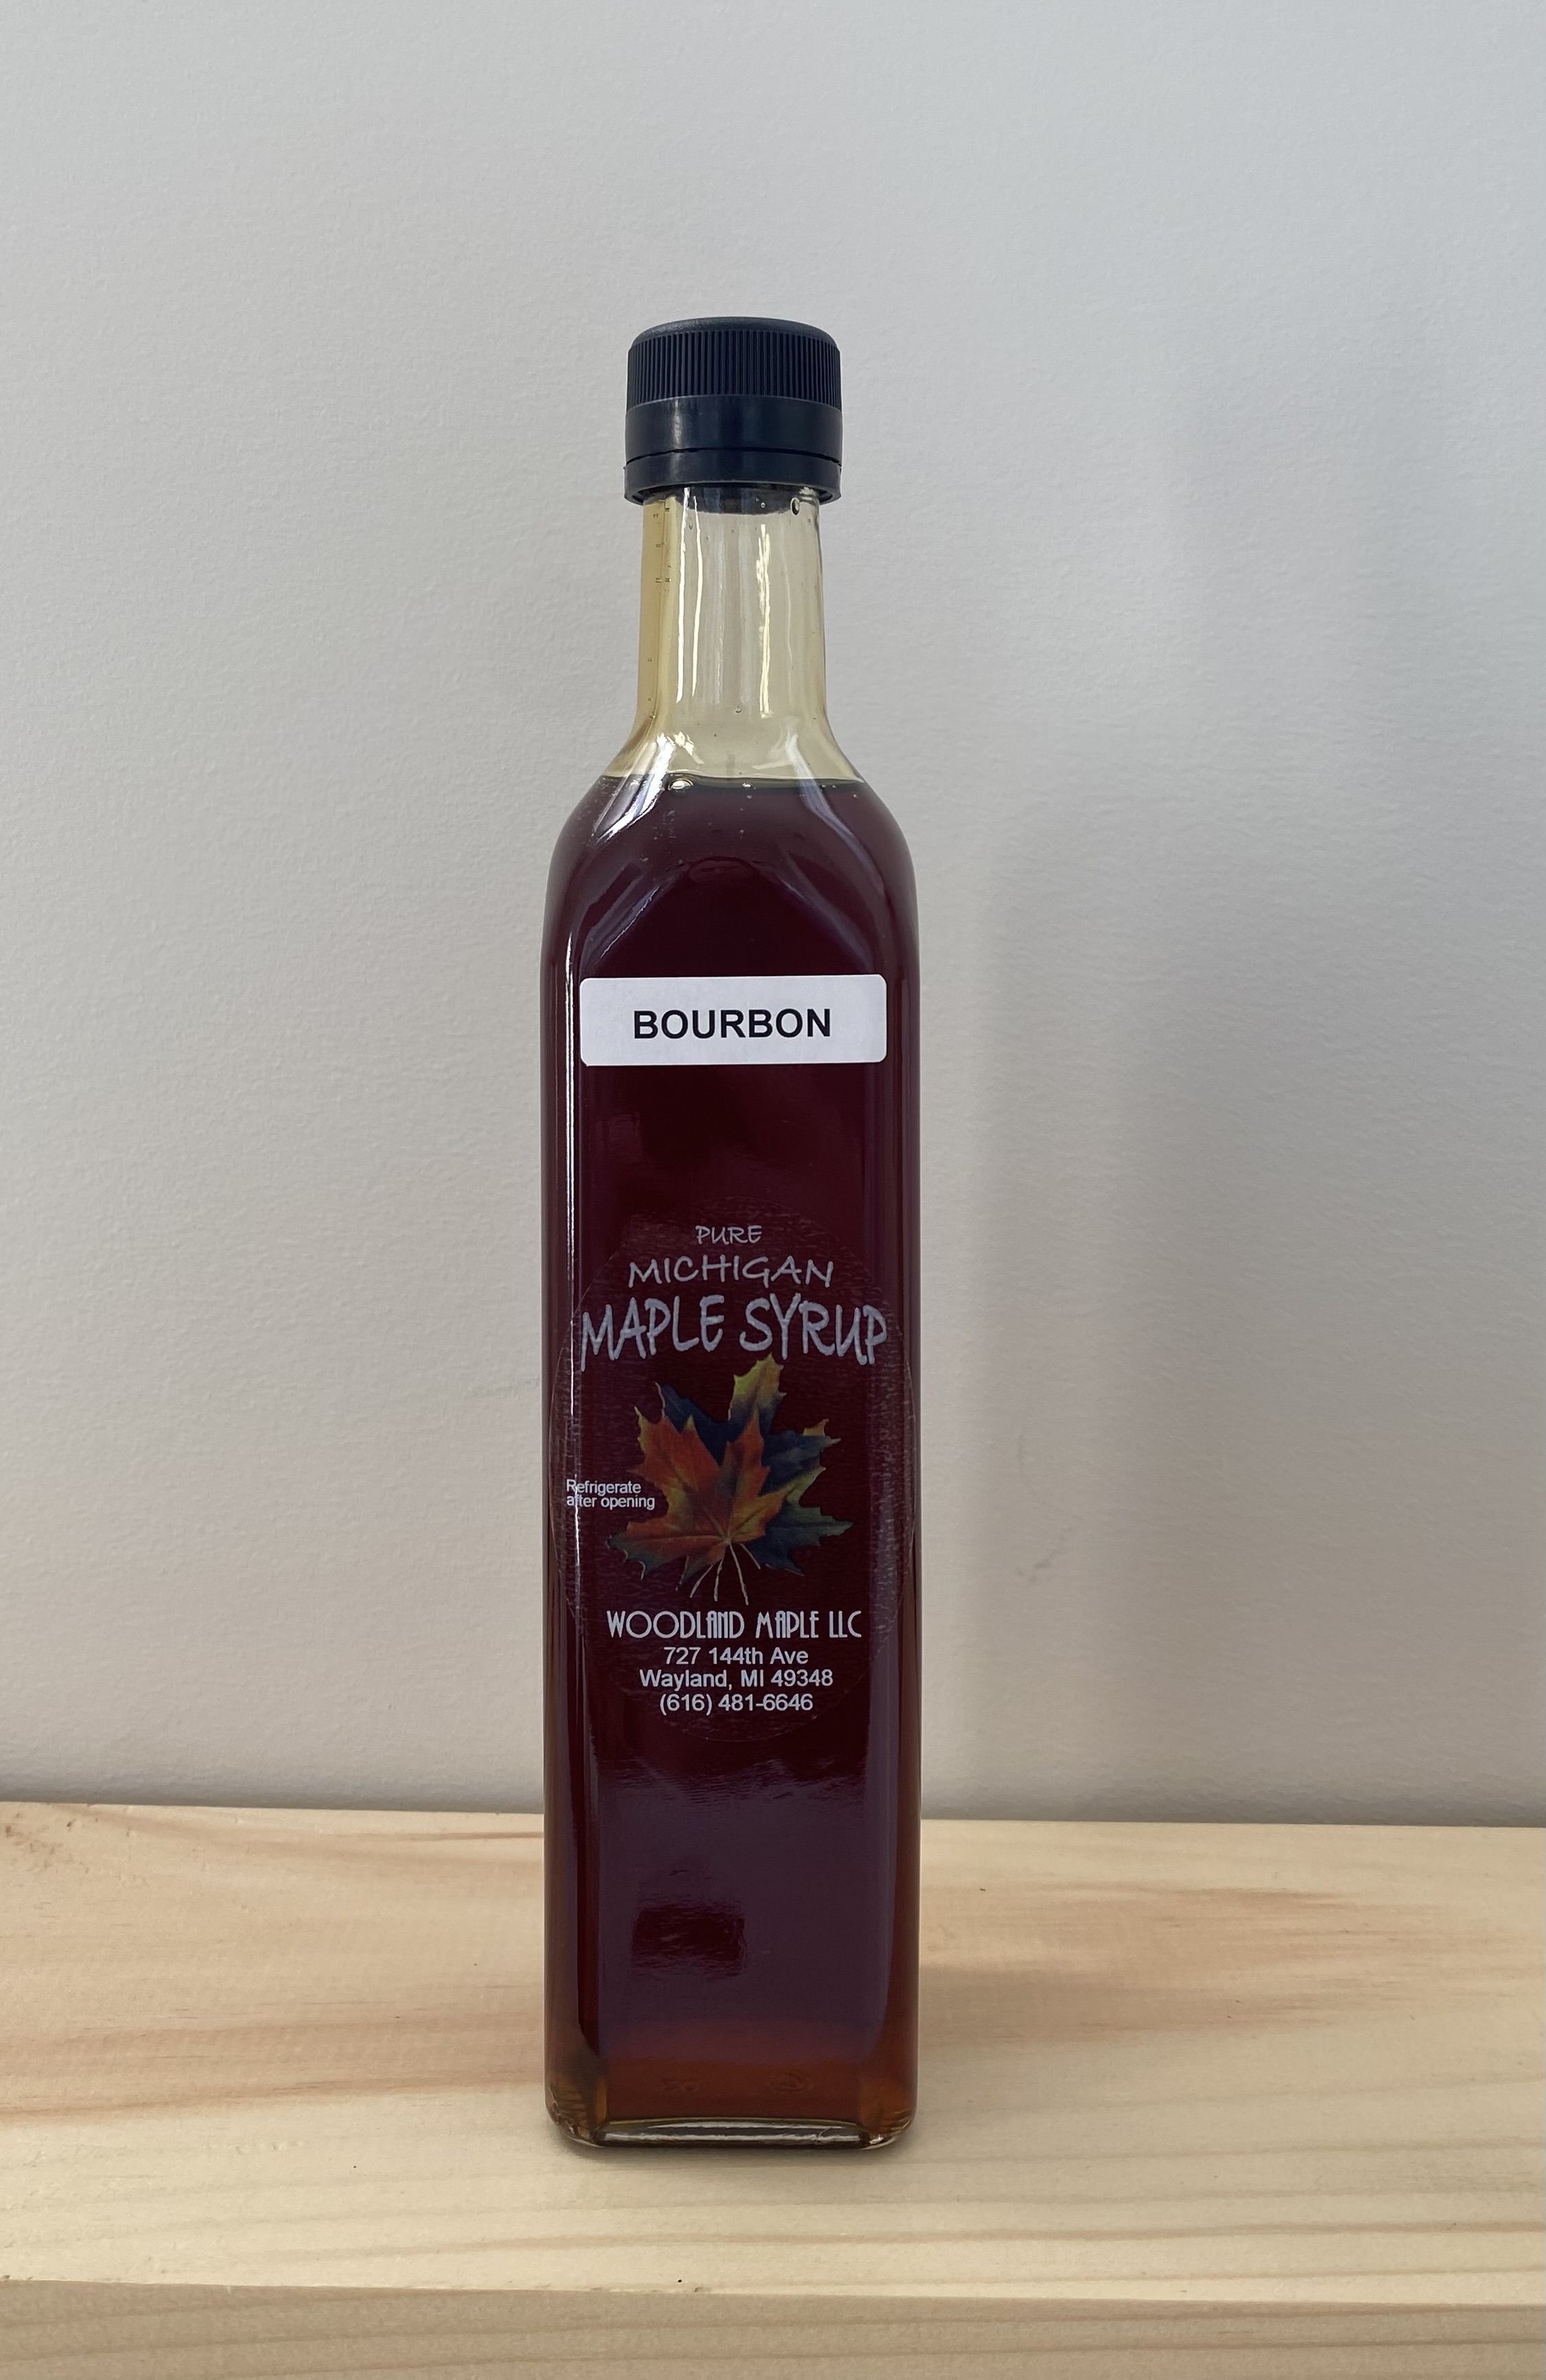 BOURBON
PURE
MICHIGAN
MAPLE SYRUP
Refrigerate
after opening
WOODLAND MAPLE LLC
727 144th Ave
Wayland, MI 49348
(616) 481-6646